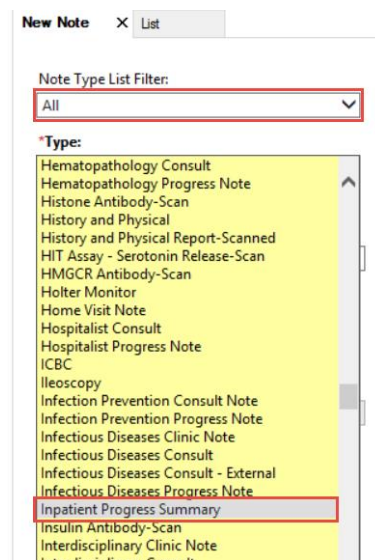 New Note X List
Note Type List Filter:
All
*Type:
Hematopathology Consult
Hematopathology Progress Note
Histone Antibody-Scan
History and Physical
History and Physical Report-Scanned
HIT Assay - Serotonin Release-Scan
HMGCR Antibody-Scan
Holter Monitor
Home Visit Note
Hospitalist Consult
Hospitalist Progress Note
ICBC
Ileoscopy
Infection Prevention Consult Note
Infection Prevention Progress Note
Infectious Diseases Clinic Note
Infectious Diseases Consult
Infectious Diseases Consult - External
Infectious Diseases Progress Note
Inpatient Progress Summary
Insulin Antibody-Scan
Interdisciplinary Clinic Note